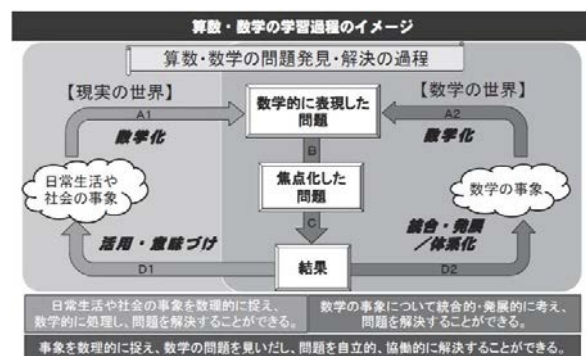 算数・数学の学習過程のイメージ
算数・数学の問題発見・解決の過程
【現実の世界】
【数学の世界】
A1
数学化
数学的に表現した
問題
A2
数学化
B
日常生活や
社会の事象
焦点化した
問題
数学の事象
C
活用・意味づけ
統合・発展
/体系化
D1
結果
D2
日常生活や社会の事象を数理的に捉え、
数学的に処理し、問題を解決することができる。
数学の事象について統合的・発展的に考え、
問題を解決することができる。
事象を数理的に捉え、数学の問題を見いだし、問題を自立的、協働的に解決することができる。